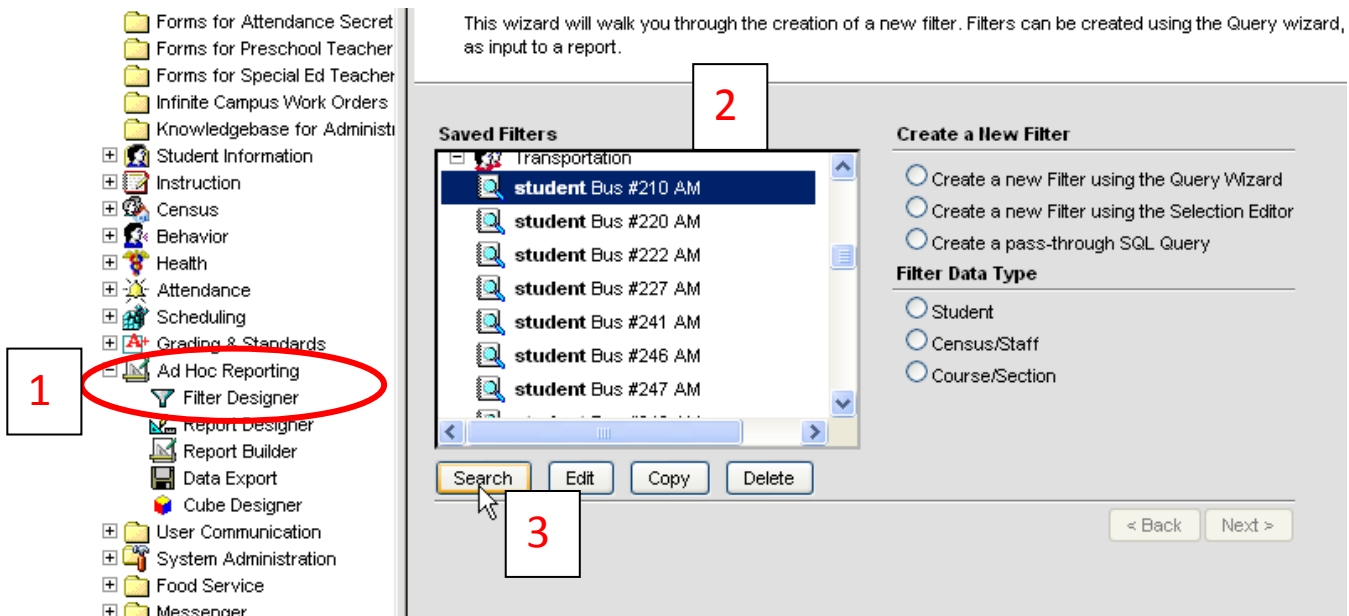 Forms for Attendance Secret
Forms for Preschool Teacher
Forms for Special Ed Teacher
Infinite Campus Work Orders
Knowledgebase for Administ
Student Information
Instruction
Census
Behavior
Health
Attendance
Scheduling
Grading & Standards
1
Ad Hoc Reporting
Filter Designer
Report Designer
Report Builder
Data Export
Cube Designer
User Communication
System Administration
Food Service
Messenger
This wizard will walk you through the creation of a new filter. Filters can be created using the Query wizard,
as input to a report.
2
Saved Filters
Transportation
student Bus #210 AM
student Bus #220 AM
student Bus #222 AM
student Bus #227 AM
student Bus #241 AM
student Bus #246 AM
student Bus #247 AM
Search Edit Copy Delete
3
Create a New Filter
Create a new Filter using the Query Wizard
Create a new Filter using the Selection Editor
Create a pass-through SQL Query
Filter Data Type
Student
Census/Staff
Course/Section
< Back Next >